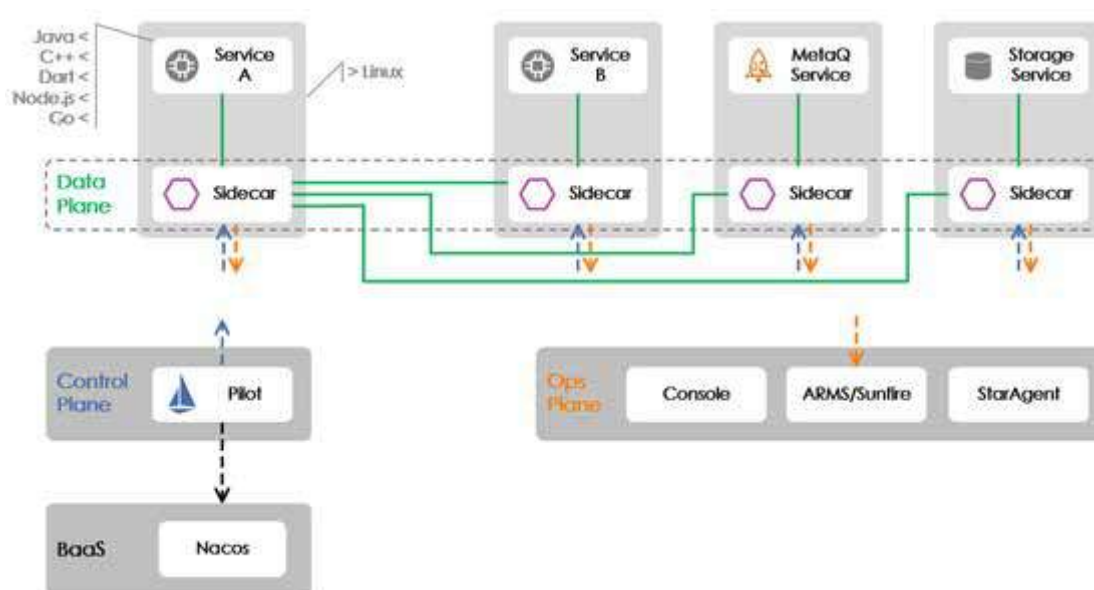 Java <
C++ <
Dart <
Node.js <
Go <
Service
A
> Linux
Service
B
MetaQ
Service
Storage
Service
Data
Plane
Sidecar
Sidecar
Sidecar
Sidecar
Control
Plane
Pilot
Ops
Plane
Console
ARMS/Sunfire
StarAgent
BaaS
Nacos